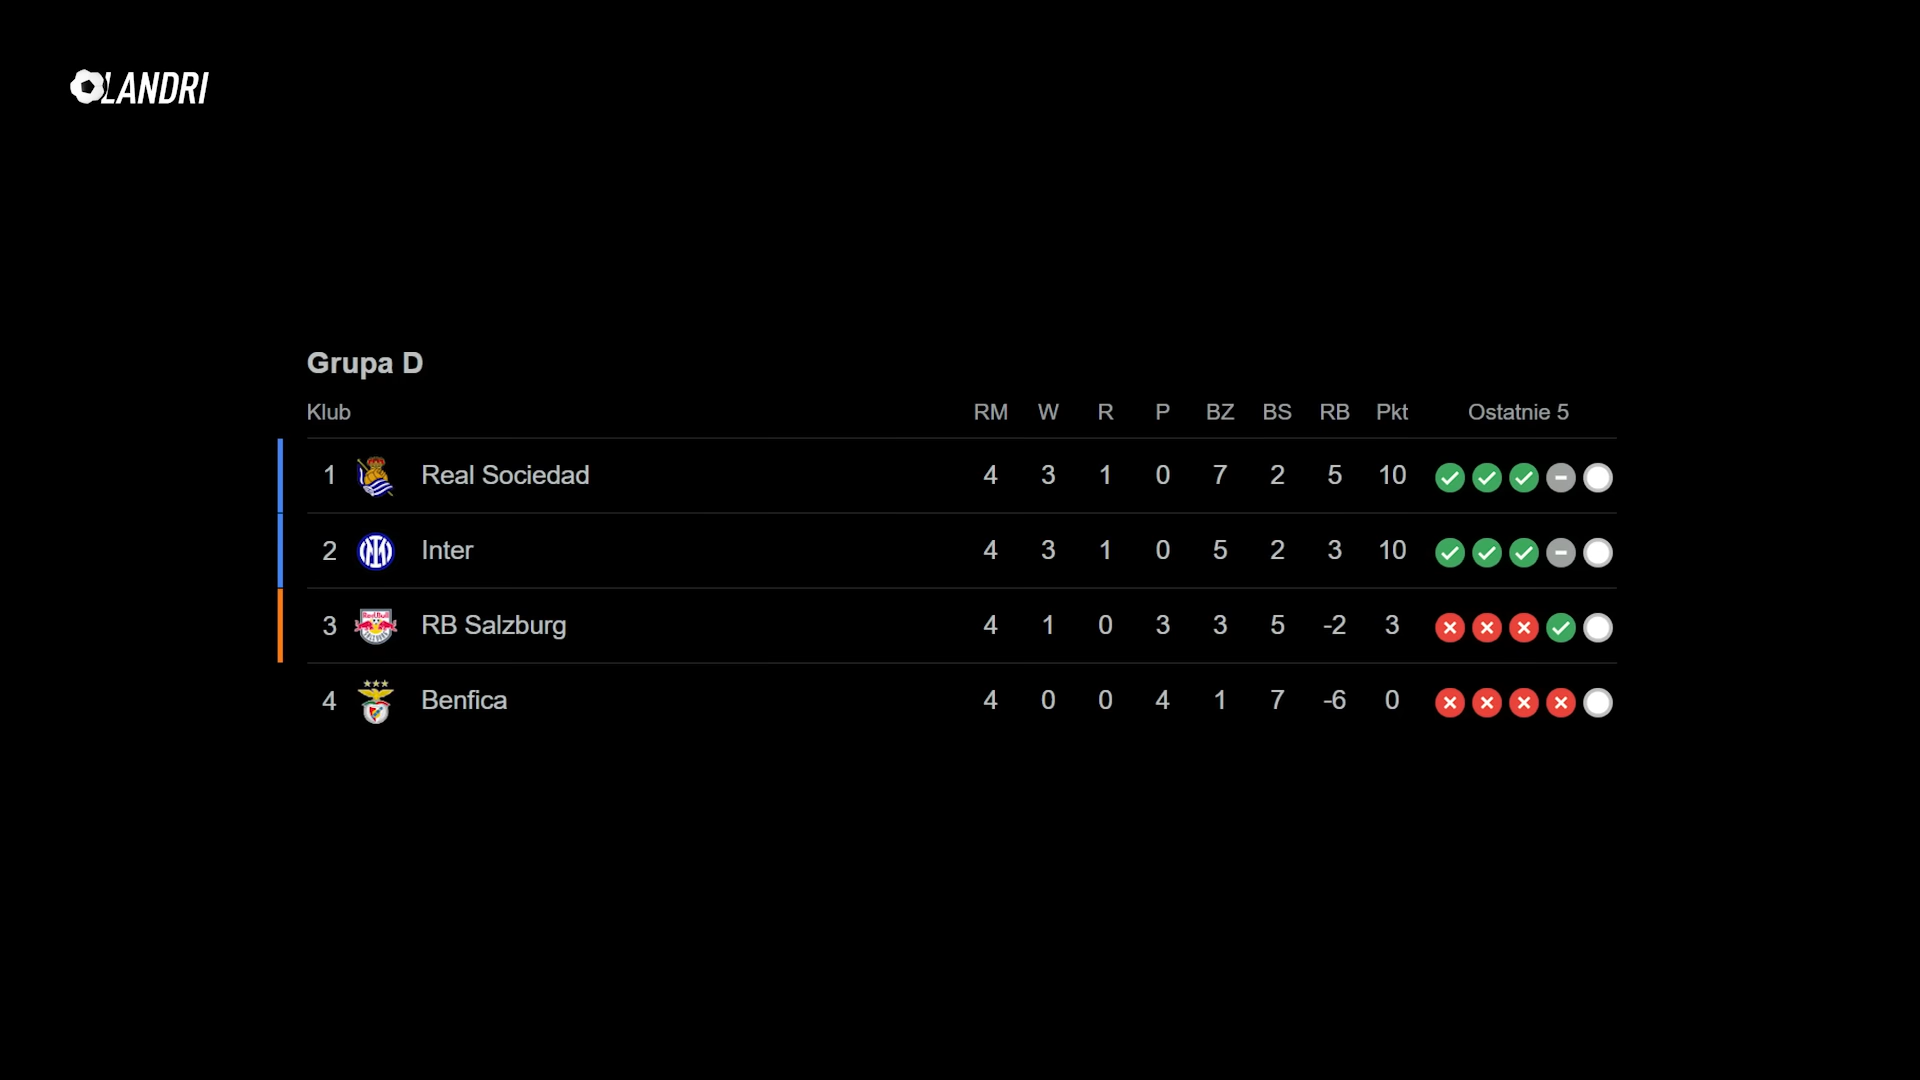 OLANDRI
Grupa D
Klub RM W R P BZ BS RB Pkt Ostatnie 5
1 Real Sociedad 4 3 1 0 7 2 5 10
2 Inter 4 3 1 0 5 2 3 10
3 RB Salzburg 4 1 0 3 3 5 -2 3
4 Benfica 4 0 0 4 1 7 -6 0